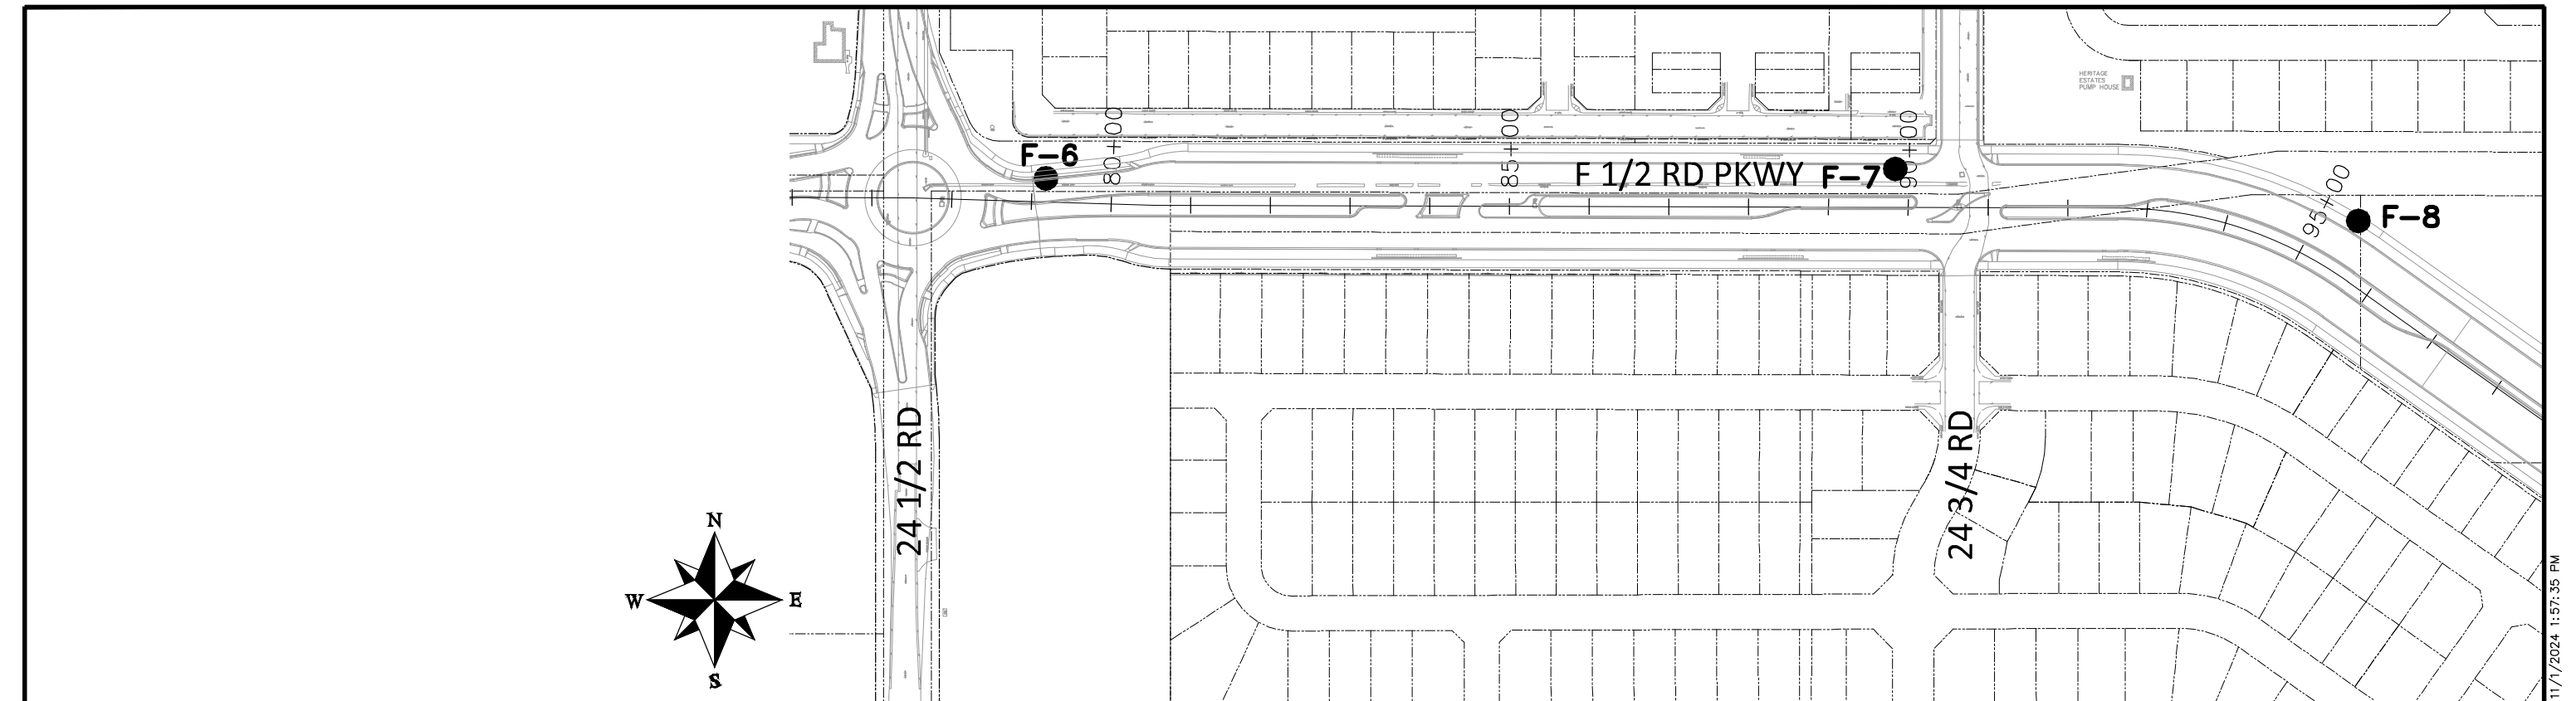 HERITAGE
ESTATES
PUMP HOUSE
80+00
85+00
90+00
95+00
F-6
F 1/2 RD PKWY
F-7
F-8
24 1/2 RD
24 3/4 RD
N
W
E
S
11/1/2024 1:57:35 PM